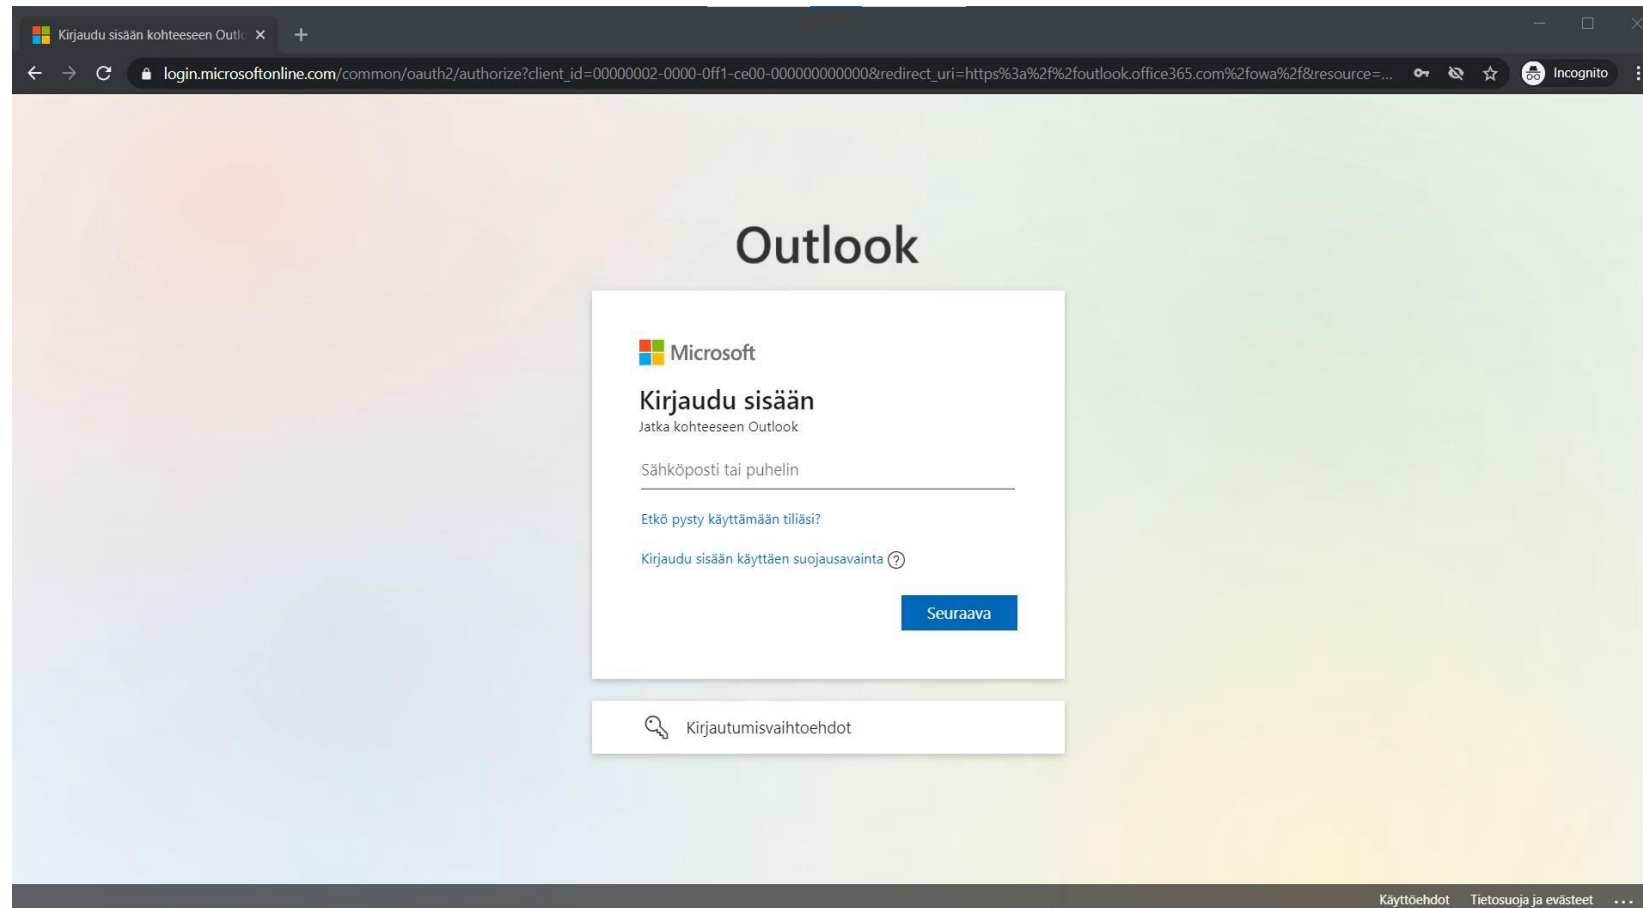 Kirjaudu sisään kohteeseen Outlo
login.microsoftonline.com/common/oauth2/authorize?client_id=00000002-0000-0ff1-ce00-000000000000&redirect_uri=https%3a%2f%2foutlook.office365.com%2fowa%2f&resource=... Incognito
Outlook
Microsoft
Kirjaudu sisään
Jatka kohteeseen Outlook
Sähköposti tai puhelin
Etkö pysty käyttämään tiliäsi?
Kirjaudu sisään käyttäen suojausavainta
Seuraava
Kirjautumisvaihtoehdot
Käyttöehdot Tietosuoja ja evästeet ...